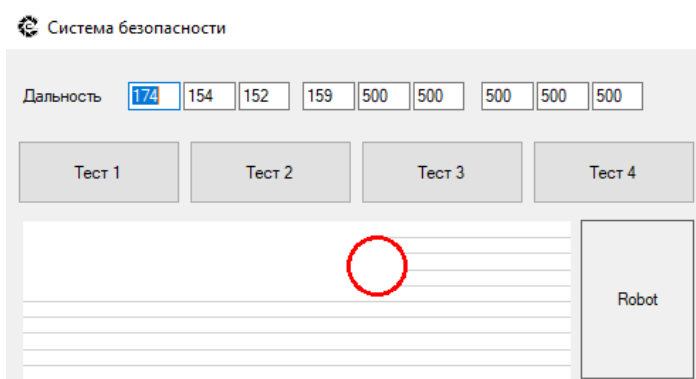 Система безопасности
Дальность 174 154 152 159 500 500 500 500 500
Тест 1 Тест 2 Тест 3 Тест 4
Robot